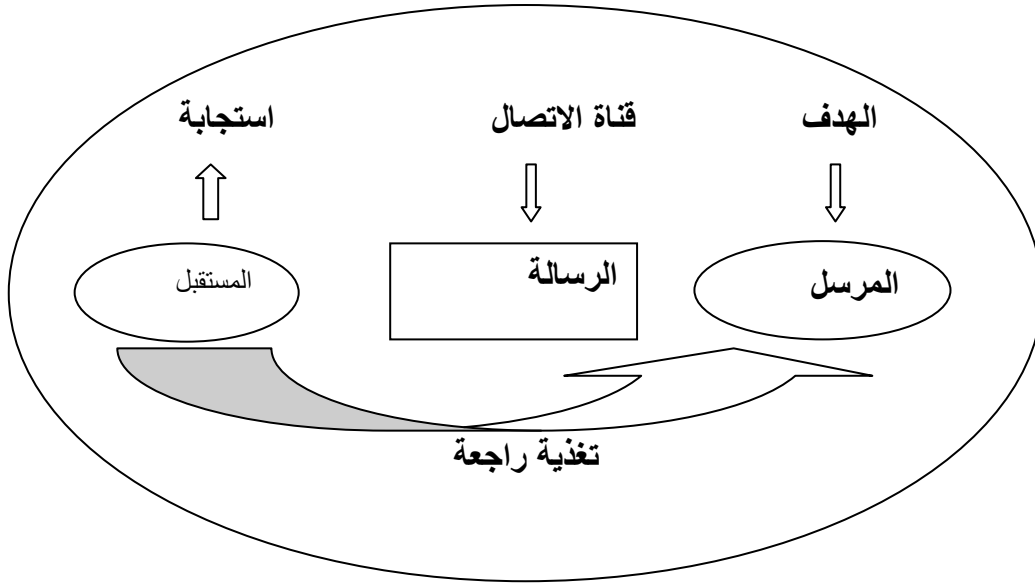 الهدف
قناة الاتصال
استجابة
المرسل
الرسالة
المستقبل
تغذية راجعة